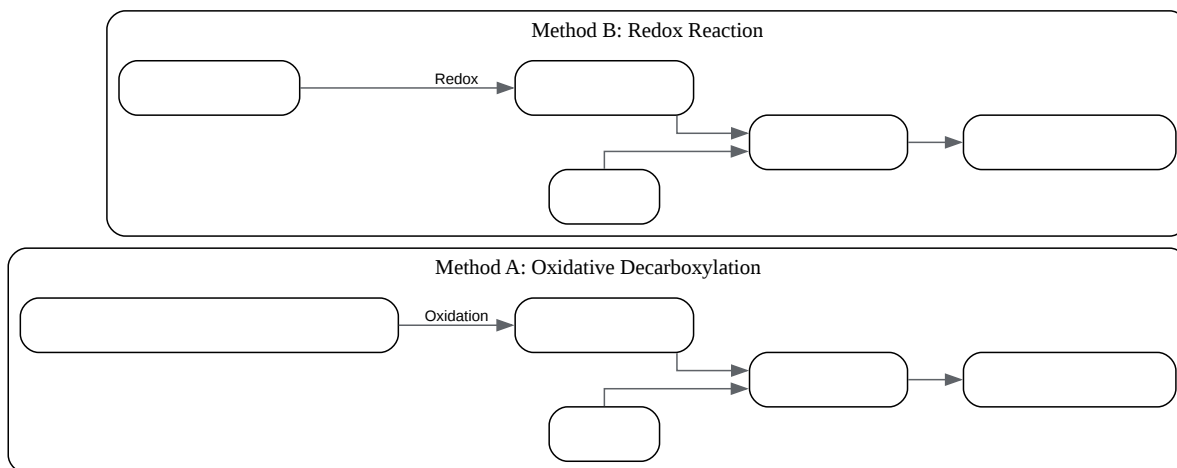 Method B: Redox Reaction
Redox
Method A: Oxidative Decarboxylation
Oxidation